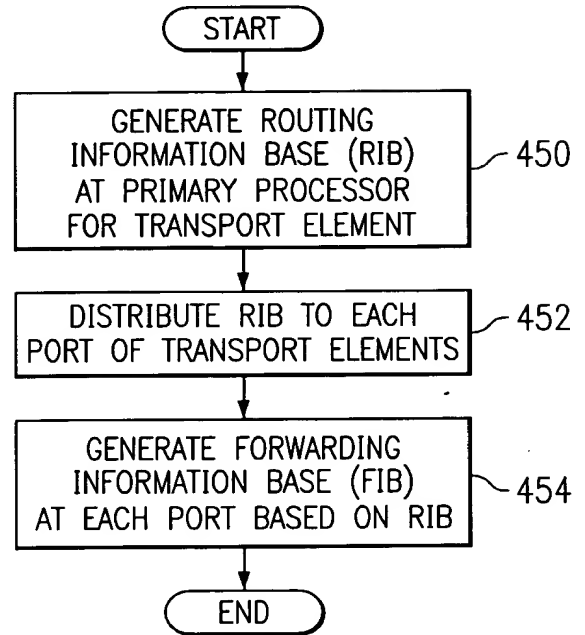 START
GENERATE ROUTING
INFORMATION BASE (RIB)
AT PRIMARY PROCESSOR
FOR TRANSPORT ELEMENT
450
DISTRIBUTE RIB TO EACH
PORT OF TRANSPORT ELEMENTS
452
GENERATE FORWARDING
INFORMATION BASE (FIB)
AT EACH PORT BASED ON RIB
454
END